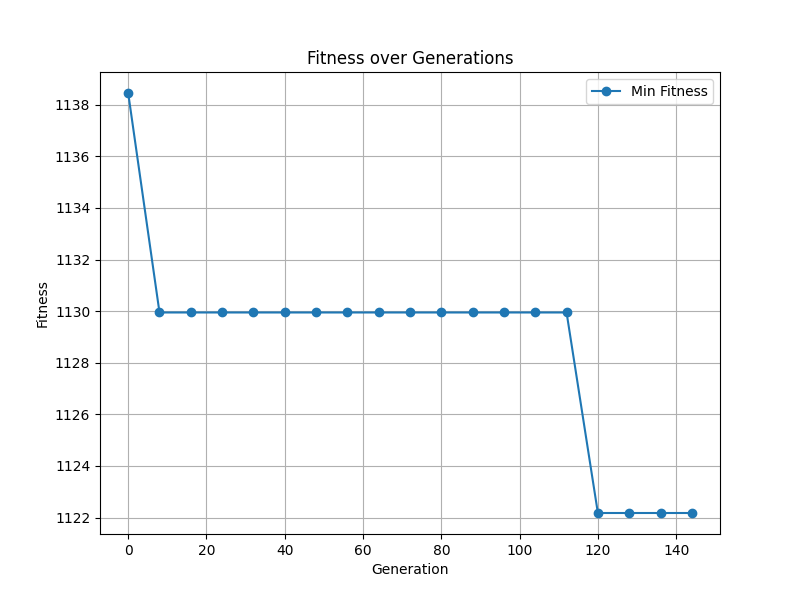 Fitness over Generations
Min Fitness
Fitness
1138
1136
1134
1132
1130
1128
1126
1124
1122
0 20 40 60 80 100 120 140
Generation